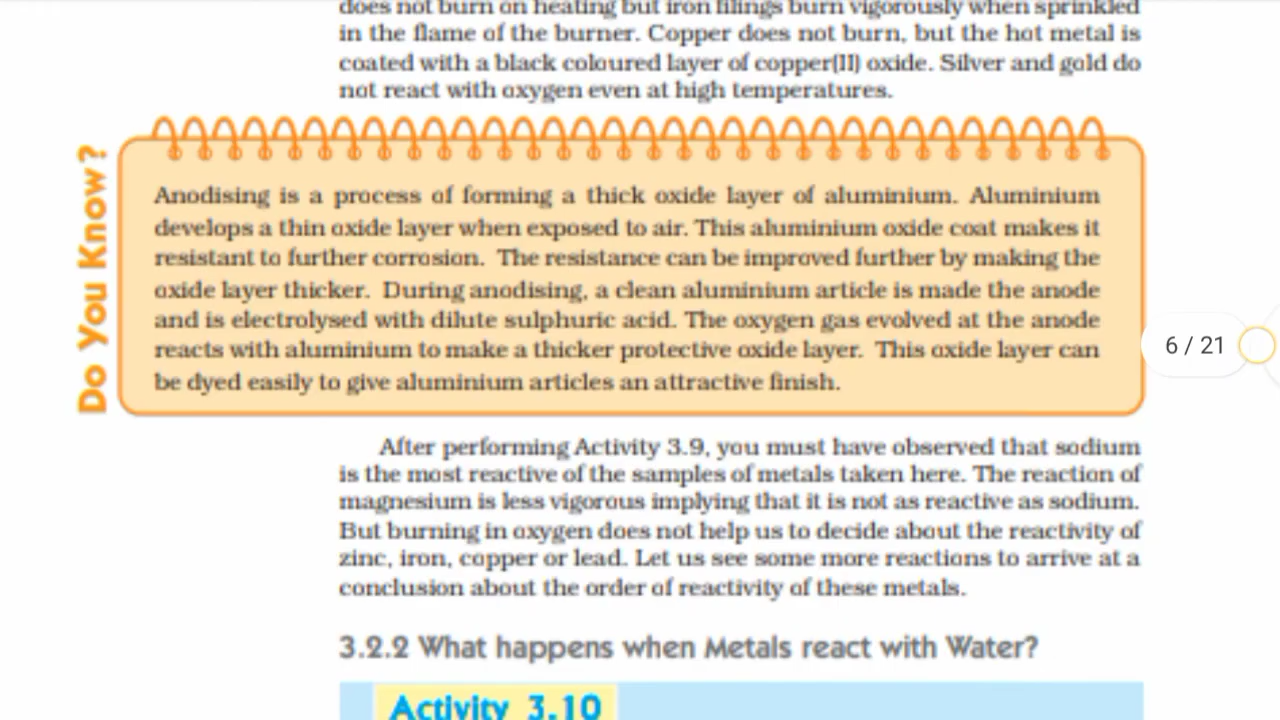 does not burn on heating but iron filings burn vigorously when sprinkled
in the flame of the burner. Copper does not burn, but the hot metal is
coated with a black coloured layer of copper(II) oxide. Silver and gold do
not react with oxygen even at high temperatures.
Do You Know?
Anodising is a process of forming a thick oxide layer of aluminium. Aluminium
develops a thin oxide layer when exposed to air. This aluminium oxide coat makes it
resistant to further corrosion. The resistance can be improved further by making the
oxide layer thicker. During anodising, a clean aluminium article is made the anode
and is electrolysed with dilute sulphuric acid. The oxygen gas evolved at the anode
reacts with aluminium to make a thicker protective oxide layer. This oxide layer can
be dyed easily to give aluminium articles an attractive finish.
6 / 21
After performing Activity 3.9, you must have observed that sodium
is the most reactive of the samples of metals taken here. The reaction of
magnesium is less vigorous implying that it is not as reactive as sodium.
But burning in oxygen does not help us to decide about the reactivity of
zinc, iron, copper or lead. Let us see some more reactions to arrive at a
conclusion about the order of reactivity of these metals.
3.2.2 What happens when Metals react with Water?
Activity 3.10